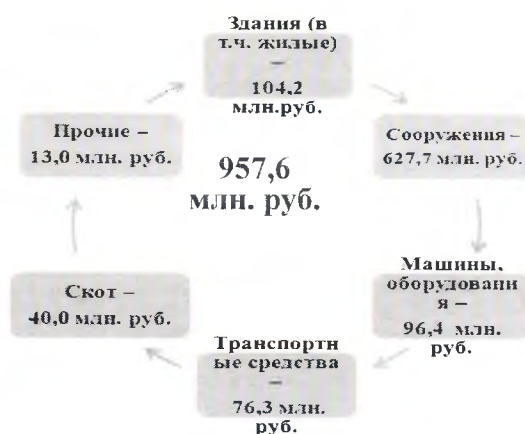 Здания (в
т.ч. жилые)
–
104,2
млн.руб.
Сооружения –
627,7 млн. руб.
Машины,
оборудовани
я –
96,4 млн.
руб.
Транспортн
ые средства
–
76,3 млн.
руб.
Скот –
40,0 млн. руб.
Прочие –
13,0 млн. руб.
957,6
млн. руб.